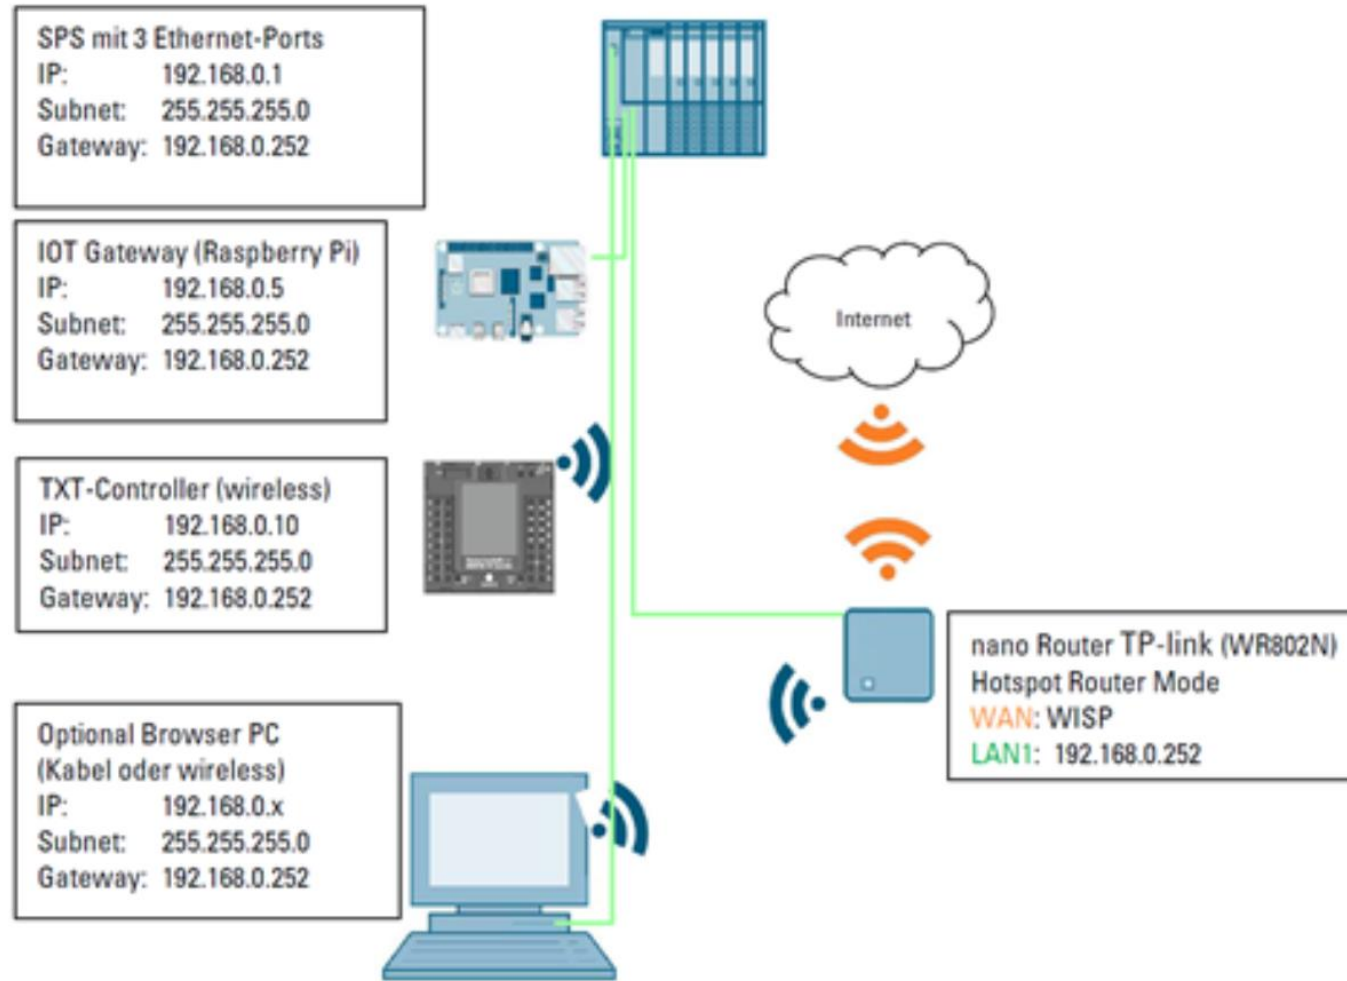 SPS mit 3 Ethernet-Ports
IP: 192.168.0.1
Subnet: 255.255.255.0
Gateway: 192.168.0.252
IOT Gateway (Raspberry Pi)
IP: 192.168.0.5
Subnet: 255.255.255.0
Gateway: 192.168.0.252
TXT-Controller (wireless)
IP: 192.168.0.10
Subnet: 255.255.255.0
Gateway: 192.168.0.252
Optional Browser PC
(Kabel oder wireless)
IP: 192.168.0.x
Subnet: 255.255.255.0
Gateway: 192.168.0.252
Internet
nano Router TP-link (WR802N)
Hotspot Router Mode
WAN: WISP
LAN1: 192.168.0.252